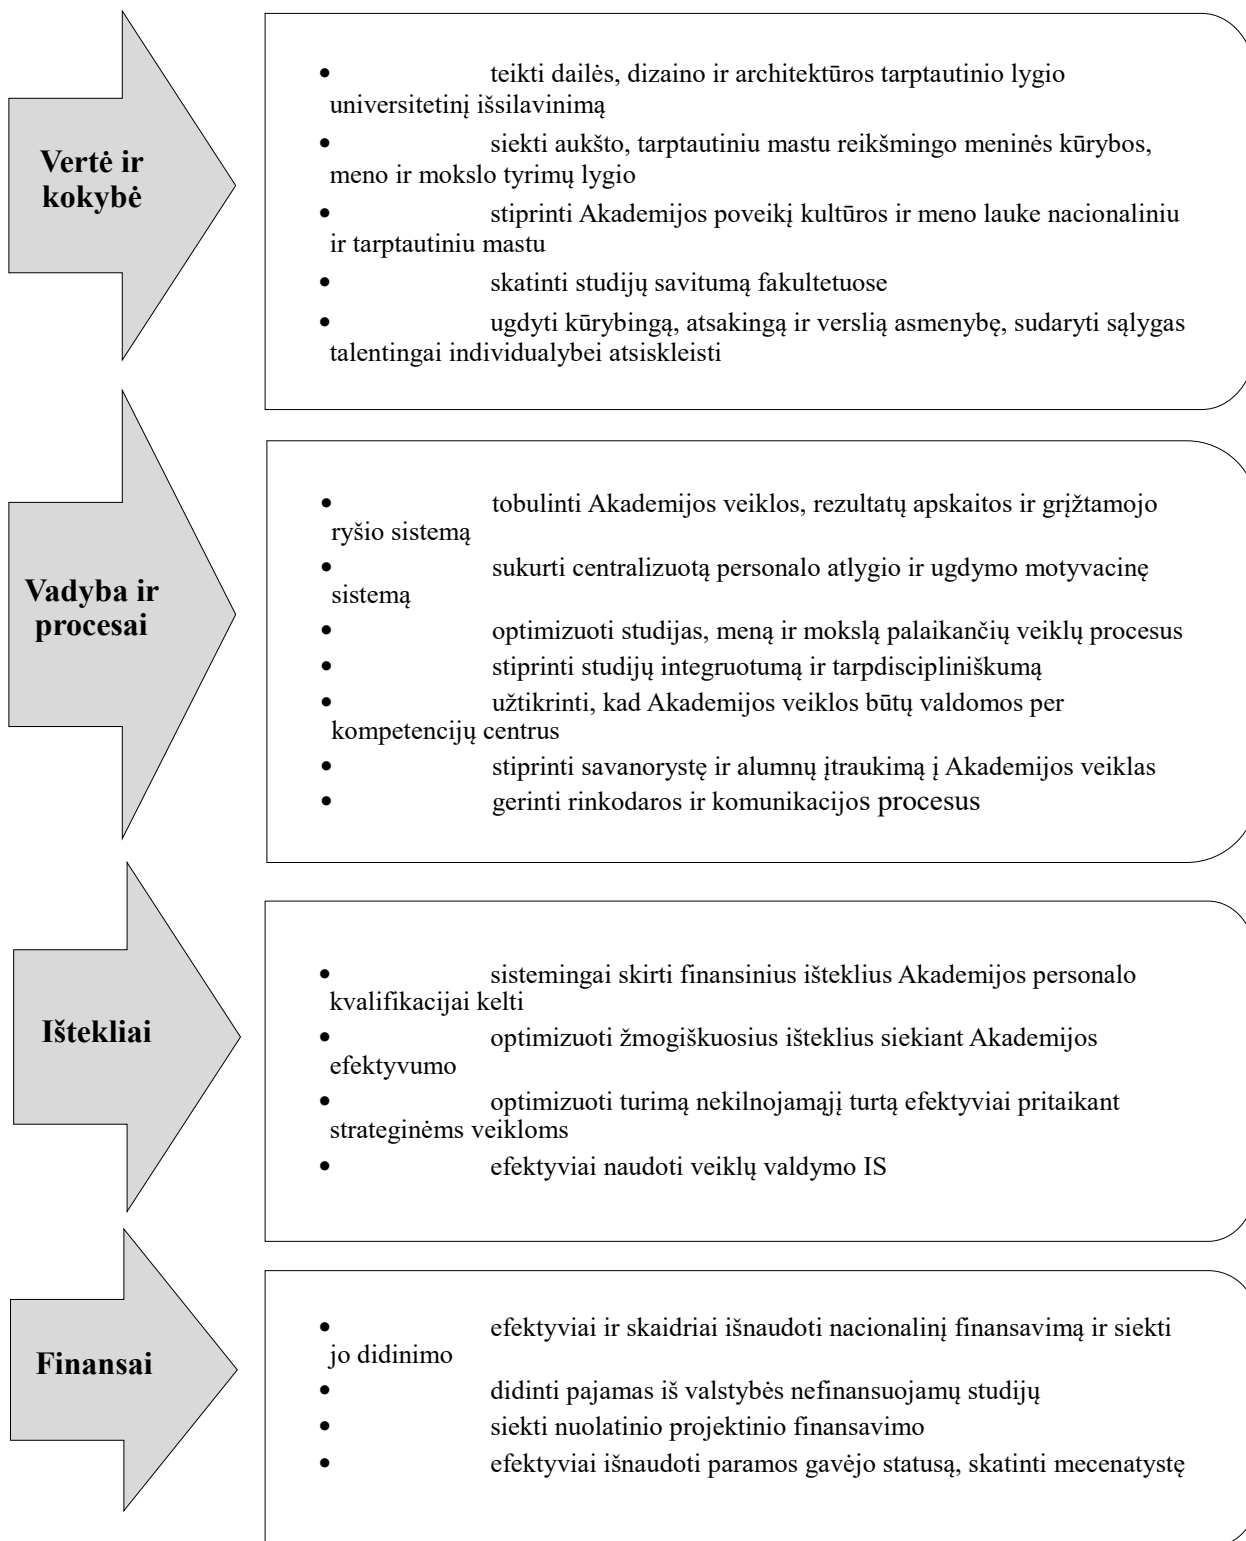 Vertė ir
kokybė
• teikti dailės, dizaino ir architektūros tarptautinio lygio
universitetinį išsilavinimą
• siekti aukšto, tarptautiniu mastu reikšmingo meninės kūrybos,
meno ir mokslo tyrimų lygio
• stiprinti Akademijos poveikį kultūros ir meno lauke nacionaliniu
ir tarptautiniu mastu
• skatinti studijų savitumą fakultetuose
• ugdyti kūrybingą, atsakingą ir verslią asmenybę, sudaryti sąlygas
talentingai individualybei atsiskleisti
Vadyba ir
procesai
• tobulinti Akademijos veiklos, rezultatų apskaitos ir grįžtamojo
ryšio sistemą
• sukurti centralizuotą personalo atlygio ir ugdymo motyvacinę
sistemą
• optimizuoti studijas, meną ir mokslą palaikančių veiklų procesus
• stiprinti studijų integruotumą ir tarpdiscipliniškumą
• užtikrinti, kad Akademijos veiklos būtų valdomos per
kompetencijų centrus
• stiprinti savanorystę ir alumnų įtraukimą į Akademijos veiklas
• gerinti rinkodaros ir komunikacijos procesus
Ištekliai
• sistemingai skirti finansinius išteklius Akademijos personalo
kvalifikacijai kelti
• optimizuoti žmogiškuosius išteklius siekiant Akademijos
efektyvumo
• optimizuoti turimą nekilnojamąjį turtą efektyviai pritaikant
strateginėms veikloms
• efektyviai naudoti veiklų valdymo IS
Finansai
• efektyviai ir skaidriai išnaudoti nacionalinį finansavimą ir siekti
jo didinimo
• didinti pajamas iš valstybės nefinansuojamų studijų
• siekti nuolatinio projektinio finansavimo
• efektyviai išnaudoti paramos gavėjo statusą, skatinti mecenatystę